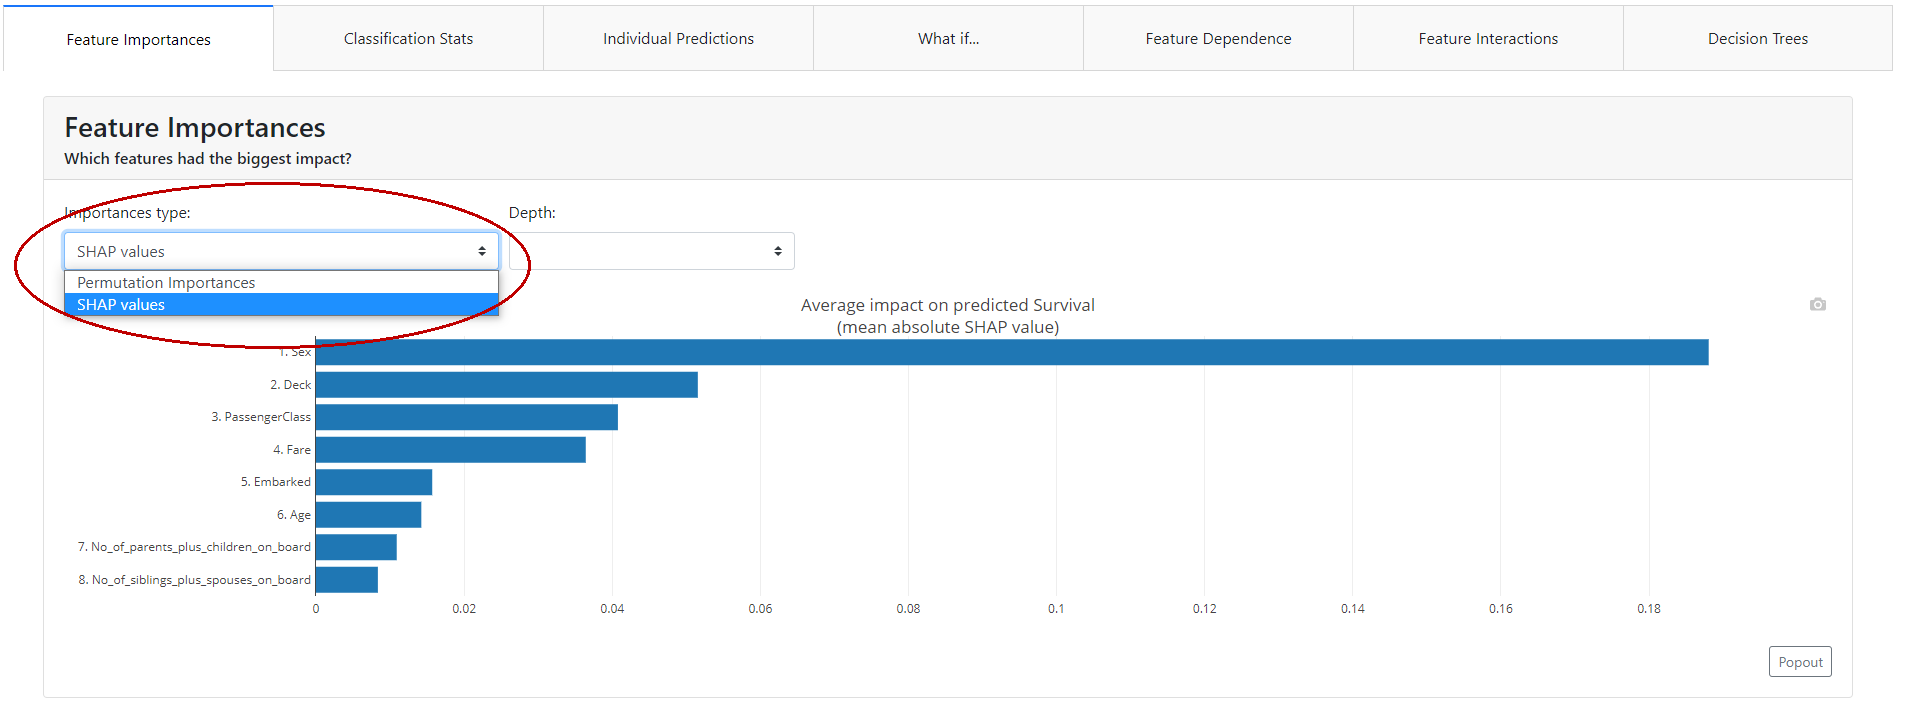 Feature Importances
Classification Stats
Individual Predictions
What if...
Feature Dependence
Feature Interactions
Decision Trees
Feature Importances
Which features had the biggest impact?
Importances type:
Depth:
SHAP values
Permutation Importances
SHAP values
Average impact on predicted Survival
(mean absolute SHAP value)
1. Sex
2. Deck
3. PassengerClass
4. Fare
5. Embarked
6. Age
7. No_of_parents_plus_children_on_board
8. No_of_siblings_plus_spouses_on_board
0 0.02 0.04 0.06 0.08 0.1 0.12 0.14 0.16 0.18
Popout